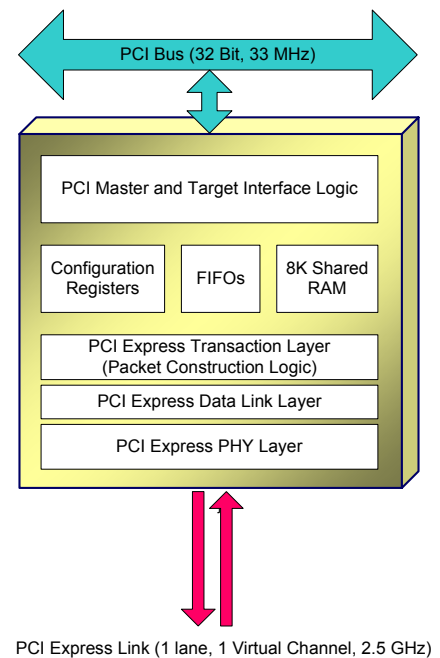 PCI Bus (32 Bit, 33 MHz)
PCI Master and Target Interface Logic
Configuration
Registers
FIFOs
8K Shared
RAM
PCI Express Transaction Layer
(Packet Construction Logic)
PCI Express Data Link Layer
PCI Express PHY Layer
PCI Express Link (1 lane, 1 Virtual Channel, 2.5 GHz)